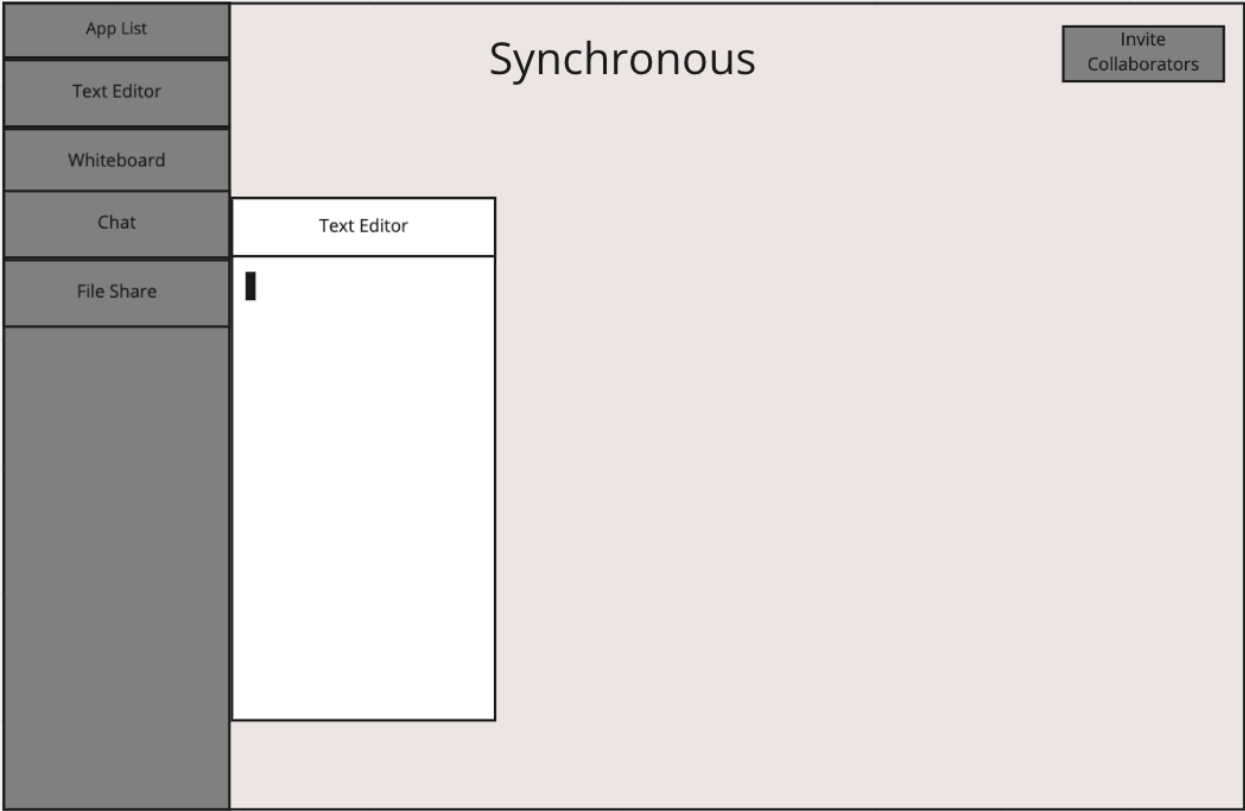 App List
Text Editor
Whiteboard
Chat
File Share
Synchronous
Invite
Collaborators
Text Editor